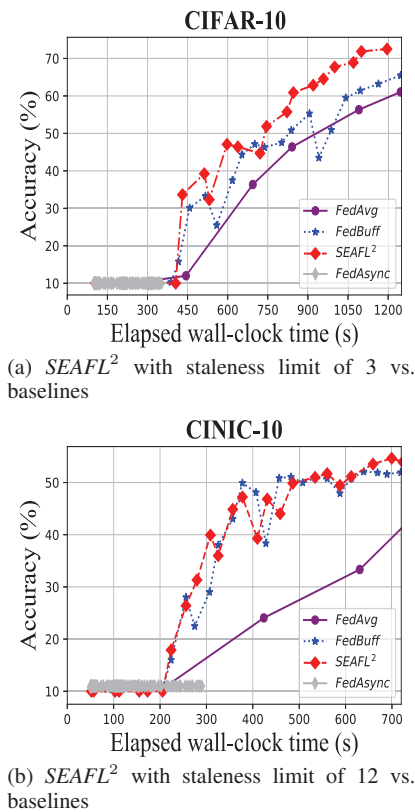 CIFAR-10
Accuracy (%)
70
60
50
40
30
20
10
FedAvg
FedBuff
SEAFL²
FedAsync
0 150 300 450 600 750 900 1050 1200
Elapsed wall-clock time (s)
(a) SEAFL² with staleness limit of 3 vs.
baselines
CINIC-10
Accuracy (%)
50
40
30
20
10
FedAvg
FedBuff
SEAFL²
FedAsync
0 100 200 300 400 500 600 700
Elapsed wall-clock time (s)
(b) SEAFL² with staleness limit of 12 vs.
baselines